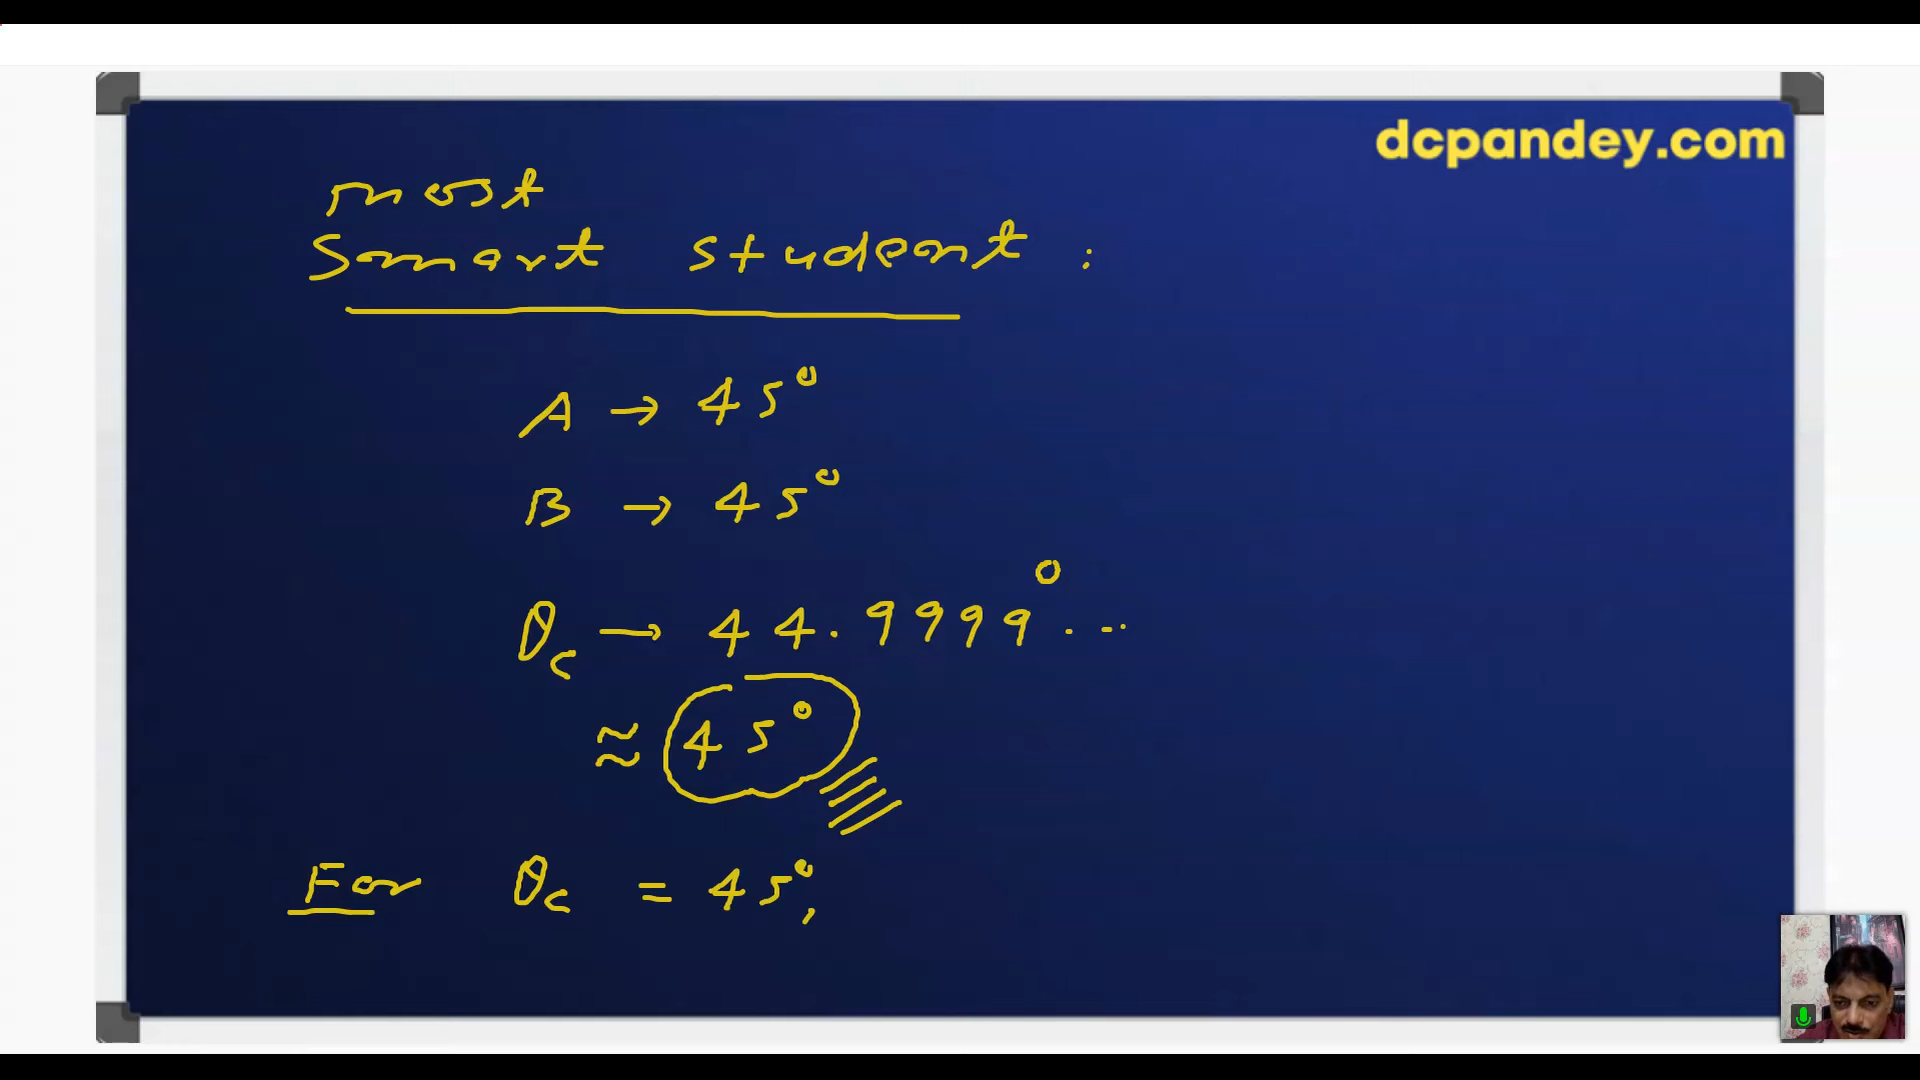 dcpandey.com
most
Smart student :
A → 45°
B → 45°
θc → 44.9999° ...
≈ 45°
For θc = 45°,